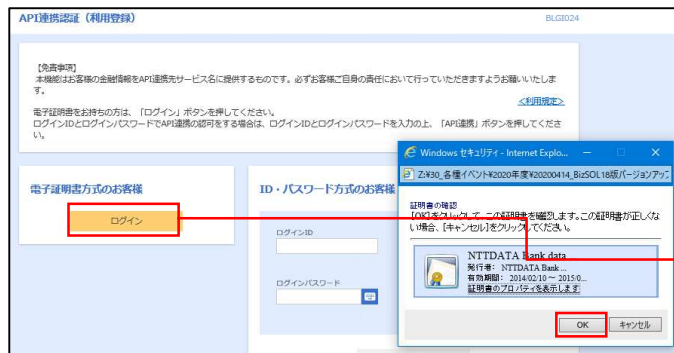 API連携認証（利用登録）
BLGI024
【免責事項】
本機能はお客様の金融情報をAPI連携先サービス名に提供するものです。必ずお客様ご自身の責任において行っていただきますようお願いいたしま
す。
<利用規定>
電子証明書をお持ちの方は、「ログイン」ボタンを押してください。
ログインIDとログインパスワードでAPI連携の認可をする場合は、ログインIDとログインパスワードを入力の上、「API連携」ボタンを押してくださ
い。
電子証明書方式のお客様
ログイン
ID・パスワード方式のお客様
ログインID
ログインパスワード
Windows セキュリティ - Internet Explo...
Z:¥30_各種イベント¥2020年度¥20200414_BizSOL18版バージョンアップ
証明書の確認
[OK]をクリックして、この証明書を確認します。この証明書が正しくな
い場合、[キャンセル]をクリックしてください。
NTTDATA Bank data
発行者: NTTDATA Bank ...
有効期間: 2014/02/10 ～ 2015/0...
証明書のプロパティを表示します
OK
キャンセル